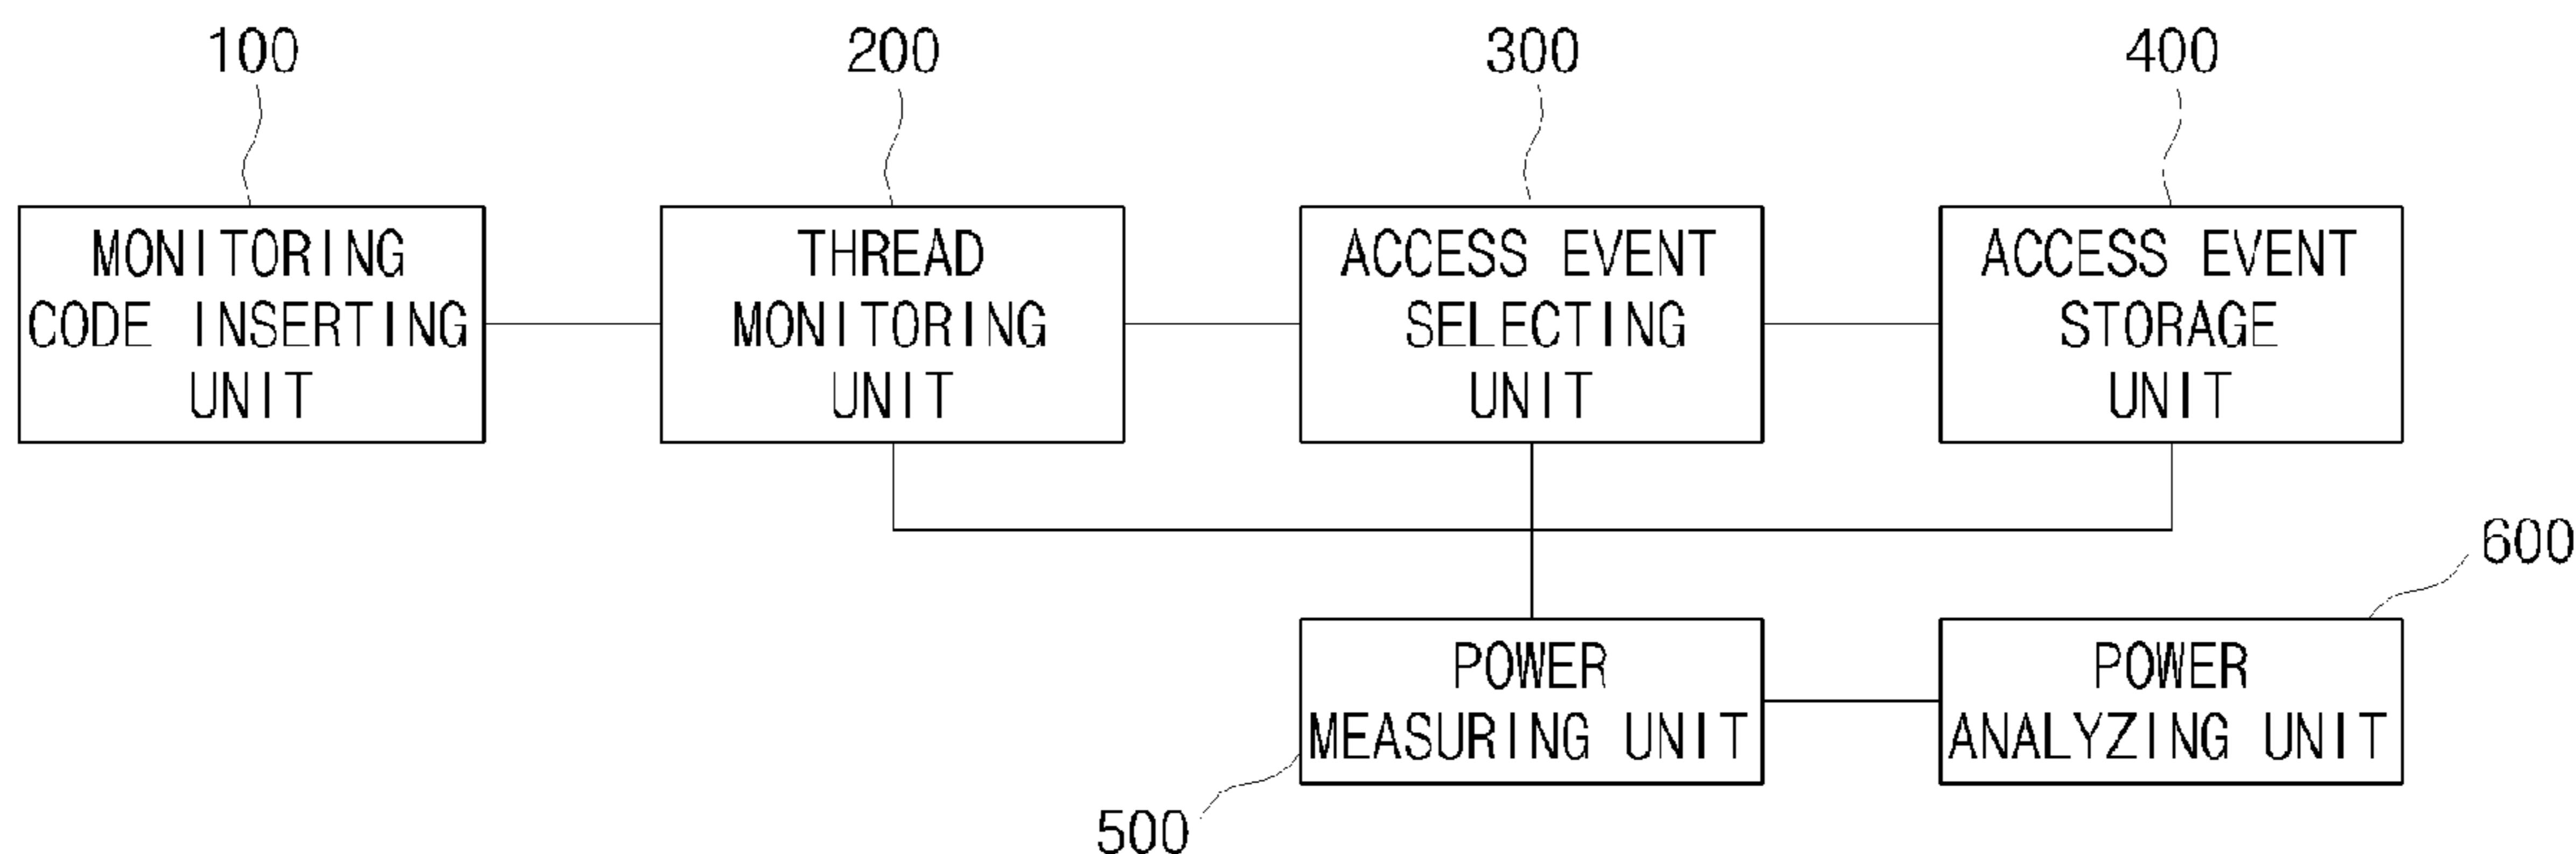 100
200
300
400
MONITORING
CODE INSERTING
UNIT
THREAD
MONITORING
UNIT
ACCESS EVENT
SELECTING
UNIT
ACCESS EVENT
STORAGE
UNIT
600
POWER
MEASURING UNIT
POWER
ANALYZING UNIT
500